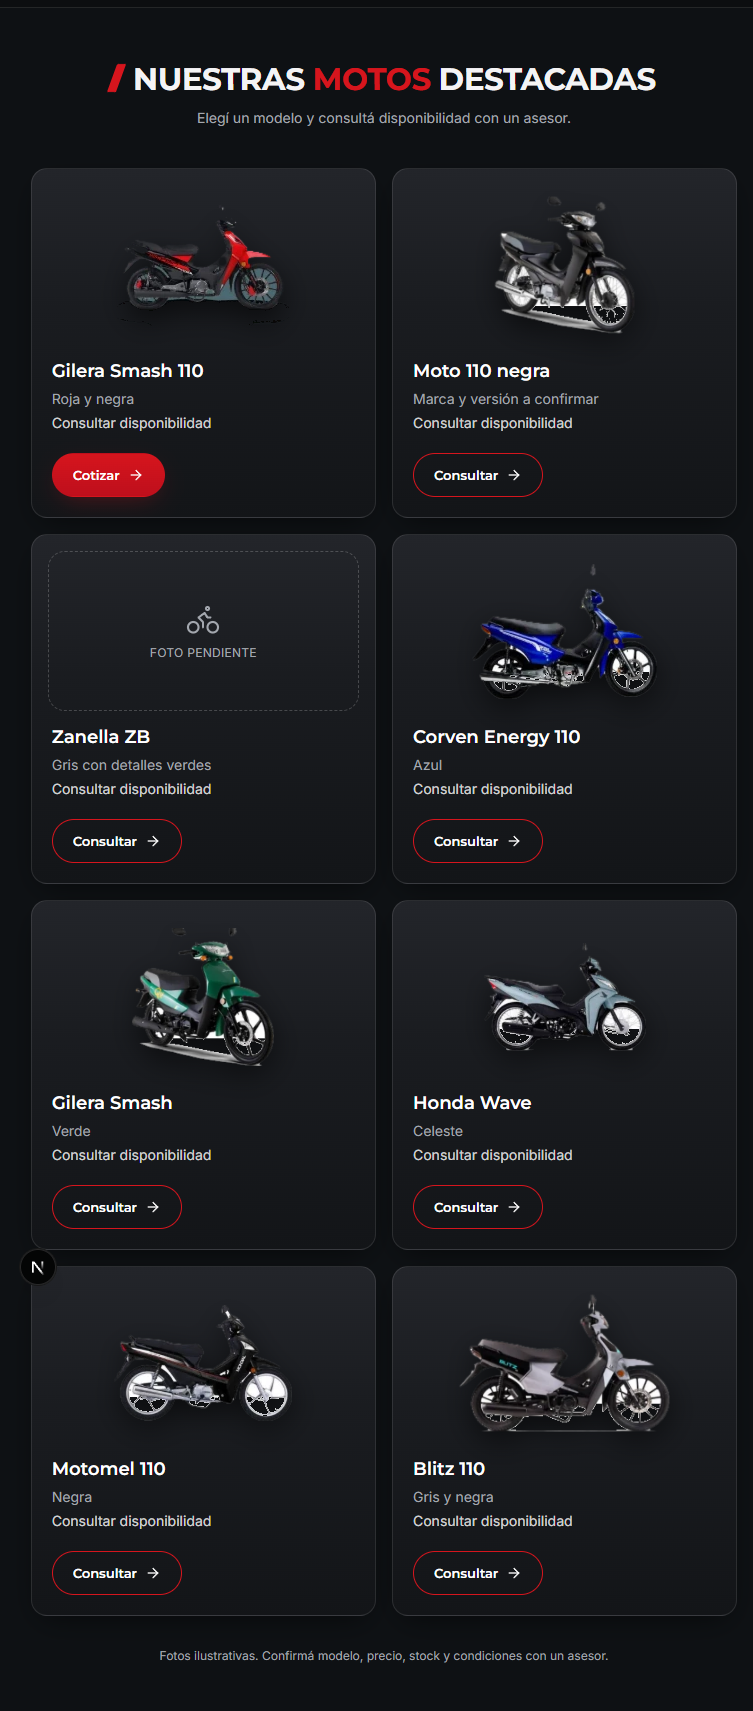 NUESTRAS MOTOS DESTACADAS
Elegí un modelo y consultá disponibilidad con un asesor.
Gilera Smash 110
Roja y negra
Consultar disponibilidad
Cotizar →
Moto 110 negra
Marca y versión a confirmar
Consultar disponibilidad
Consultar →
FOTO PENDIENTE
Zanella ZB
Gris con detalles verdes
Consultar disponibilidad
Consultar →
Corven Energy 110
Azul
Consultar disponibilidad
Consultar →
Gilera Smash
Verde
Consultar disponibilidad
Consultar →
Honda Wave
Celeste
Consultar disponibilidad
Consultar →
N
Motomel 110
Negra
Consultar disponibilidad
Consultar →
BLITZ
Blitz 110
Gris y negra
Consultar disponibilidad
Consultar →
Fotos ilustrativas. Confirmá modelo, precio, stock y condiciones con un asesor.